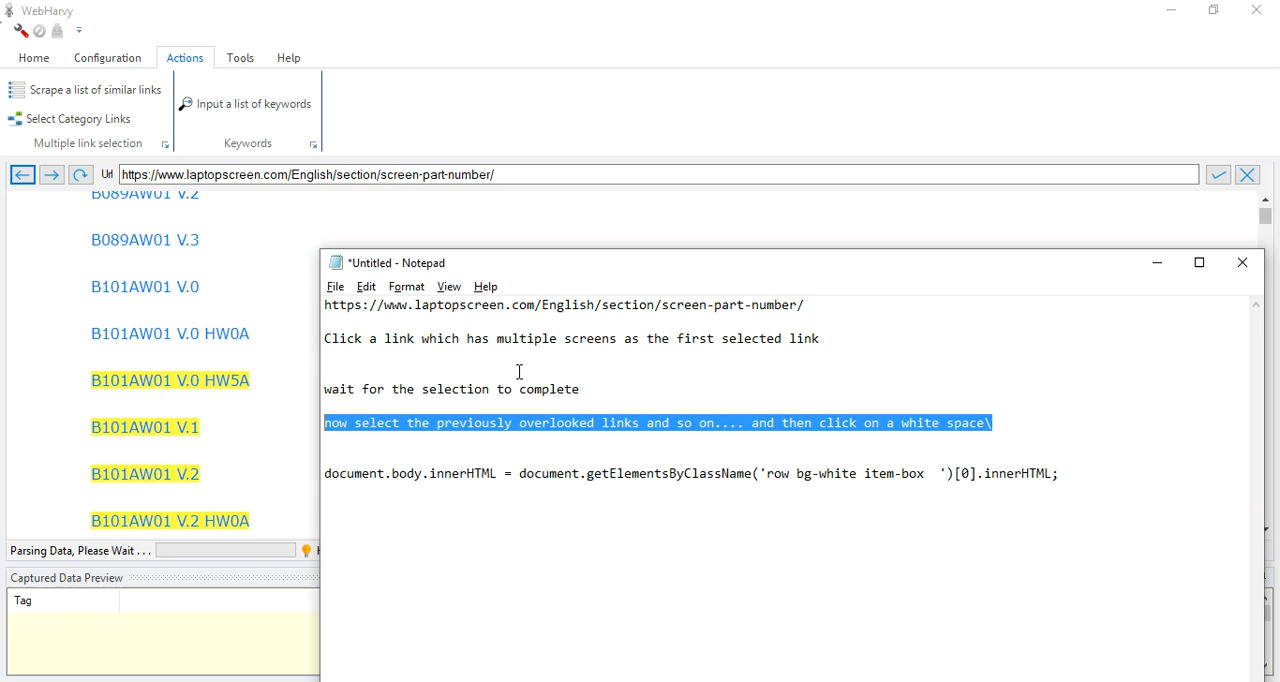 WebHarvy
Home Configuration Actions Tools Help
Scrape a list of similar links
Select Category Links
Input a list of keywords
Multiple link selection
Keywords
Url https://www.laptopscreen.com/English/section/screen-part-number/
B089AW01 V.2
B089AW01 V.3
B101AW01 V.0
B101AW01 V.0 HW0A
B101AW01 V.0 HW5A
B101AW01 V.1
B101AW01 V.2
B101AW01 V.2 HW0A
Parsing Data, Please Wait . . .
Captured Data Preview
Tag
*Untitled - Notepad
File Edit Format View Help
https://www.laptopscreen.com/English/section/screen-part-number/
Click a link which has multiple screens as the first selected link
wait for the selection to complete
now select the previously overlooked links and so on.... and then click on a white space\
document.body.innerHTML = document.getElementsByClassName('row bg-white item-box  ')[0].innerHTML;